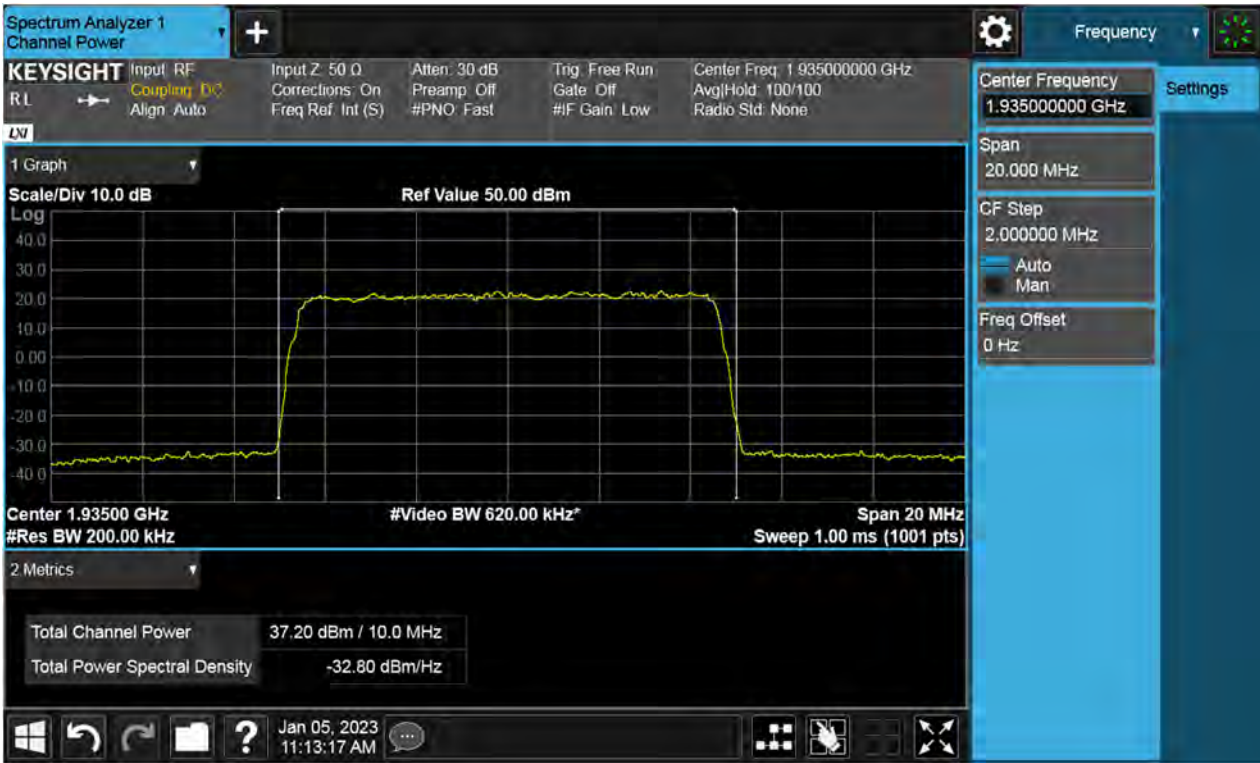 Spectrum Analyzer 1
Channel Power
Frequency
KEYSIGHT Input: RF Input Z: 50 Ω Atten: 30 dB Trig: Free Run Center Freq: 1.935000000 GHz
RL Coupling: DC Corrections: On Preamp: Off Gate: Off Avg|Hold: 100/100
Align: Auto Freq Ref: Int (S) #PNO: Fast #IF Gain: Low Radio Std: None
LXI
Center Frequency
1.935000000 GHz
Settings
Span
20.000 MHz
CF Step
2.000000 MHz
Auto
Man
Freq Offset
0 Hz
1 Graph
Scale/Div 10.0 dB Ref Value 50.00 dBm
Log
40.0
30.0
20.0
10.0
0.00
-10.0
-20.0
-30.0
-40.0
Center 1.93500 GHz #Video BW 620.00 kHz* Span 20 MHz
#Res BW 200.00 kHz Sweep 1.00 ms (1001 pts)
2 Metrics
Total Channel Power 37.20 dBm / 10.0 MHz
Total Power Spectral Density -32.80 dBm/Hz
Jan 05, 2023
11:13:17 AM